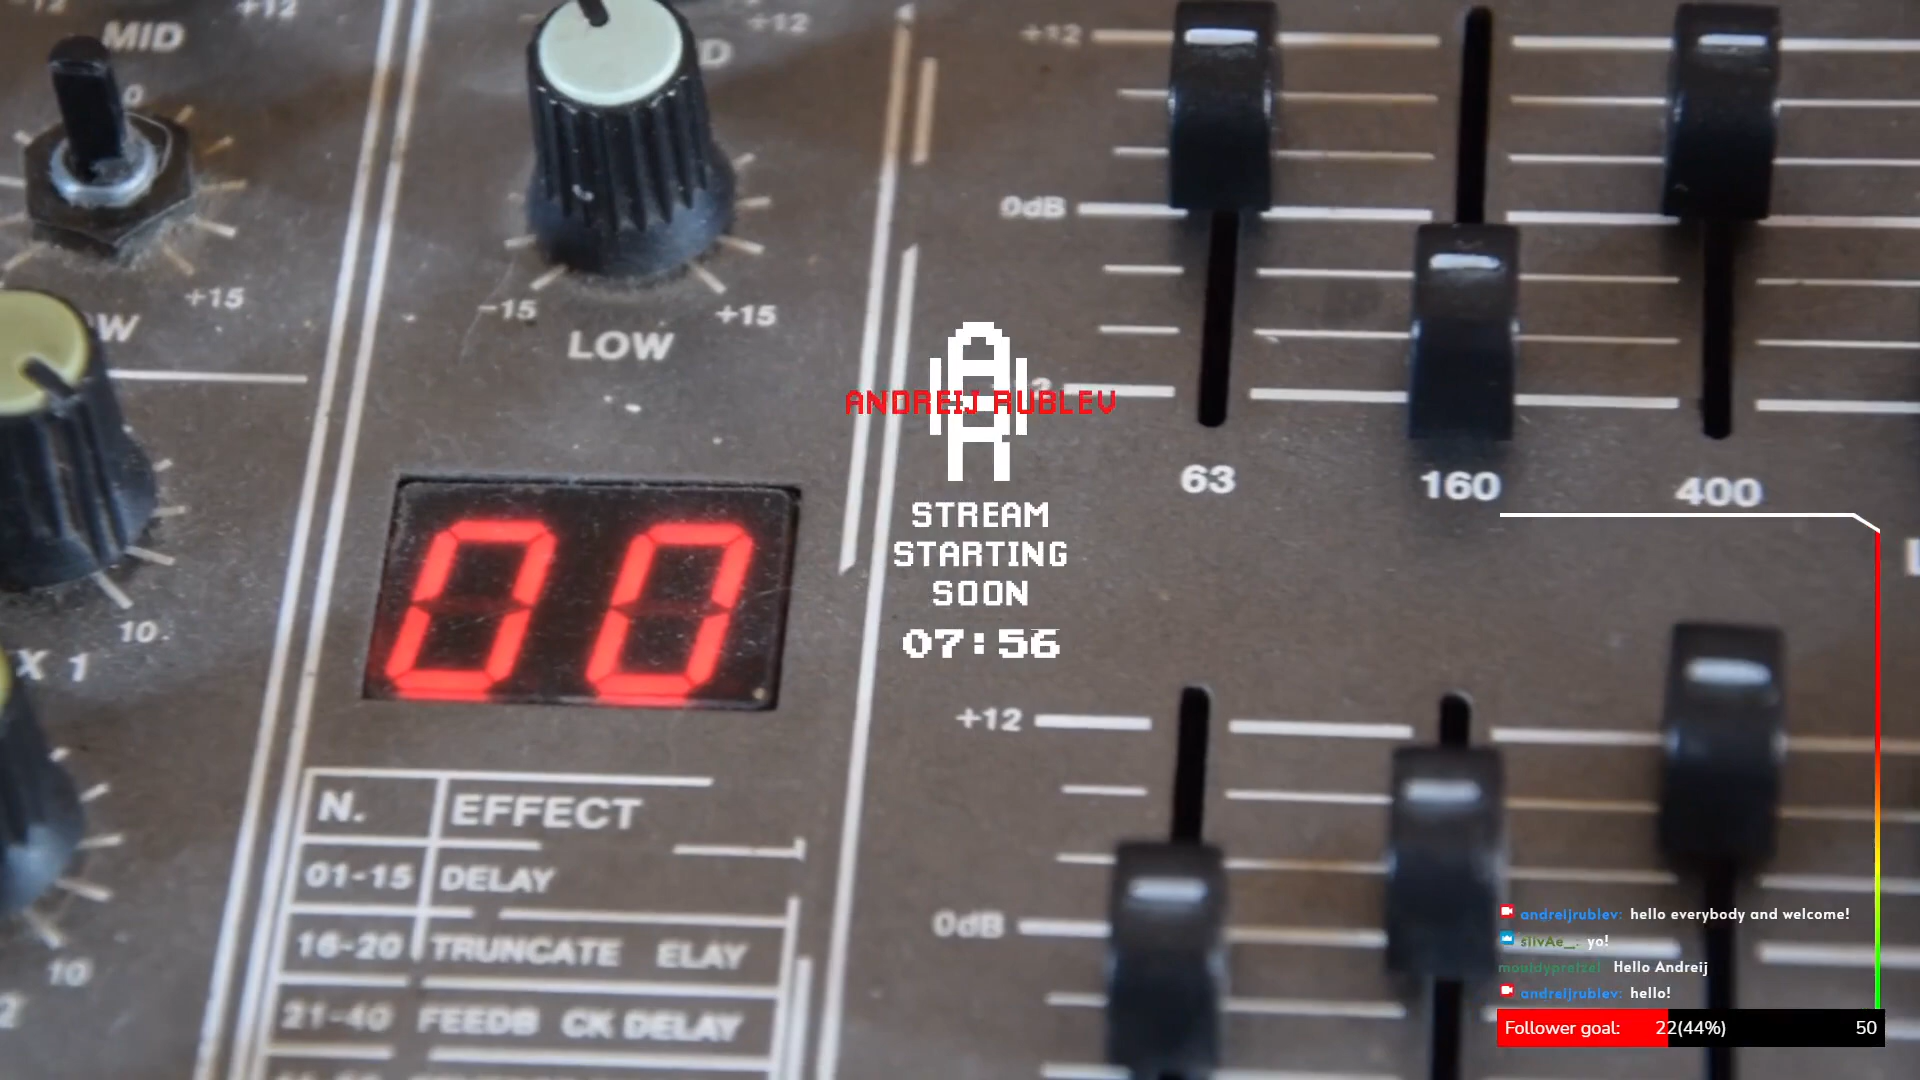 -12
+12
MID
0
+12
+15
-15
+15
LOW
10
X 1
10
+12
0dB
63
160
400
ANDREIJ RUBLEV
STREAM
STARTING
SOON
07:56
00
+12
0dB
N. EFFECT
01-15 DELAY
16-20 TRUNCATE ELAY
21-40 FEEDB CK DELAY
andreijrublev: hello everybody and welcome!
slivAe_: yo!
mouldypretzel: Hello Andreij
andreijrublev: hello!
Follower goal: 22(44%) 50